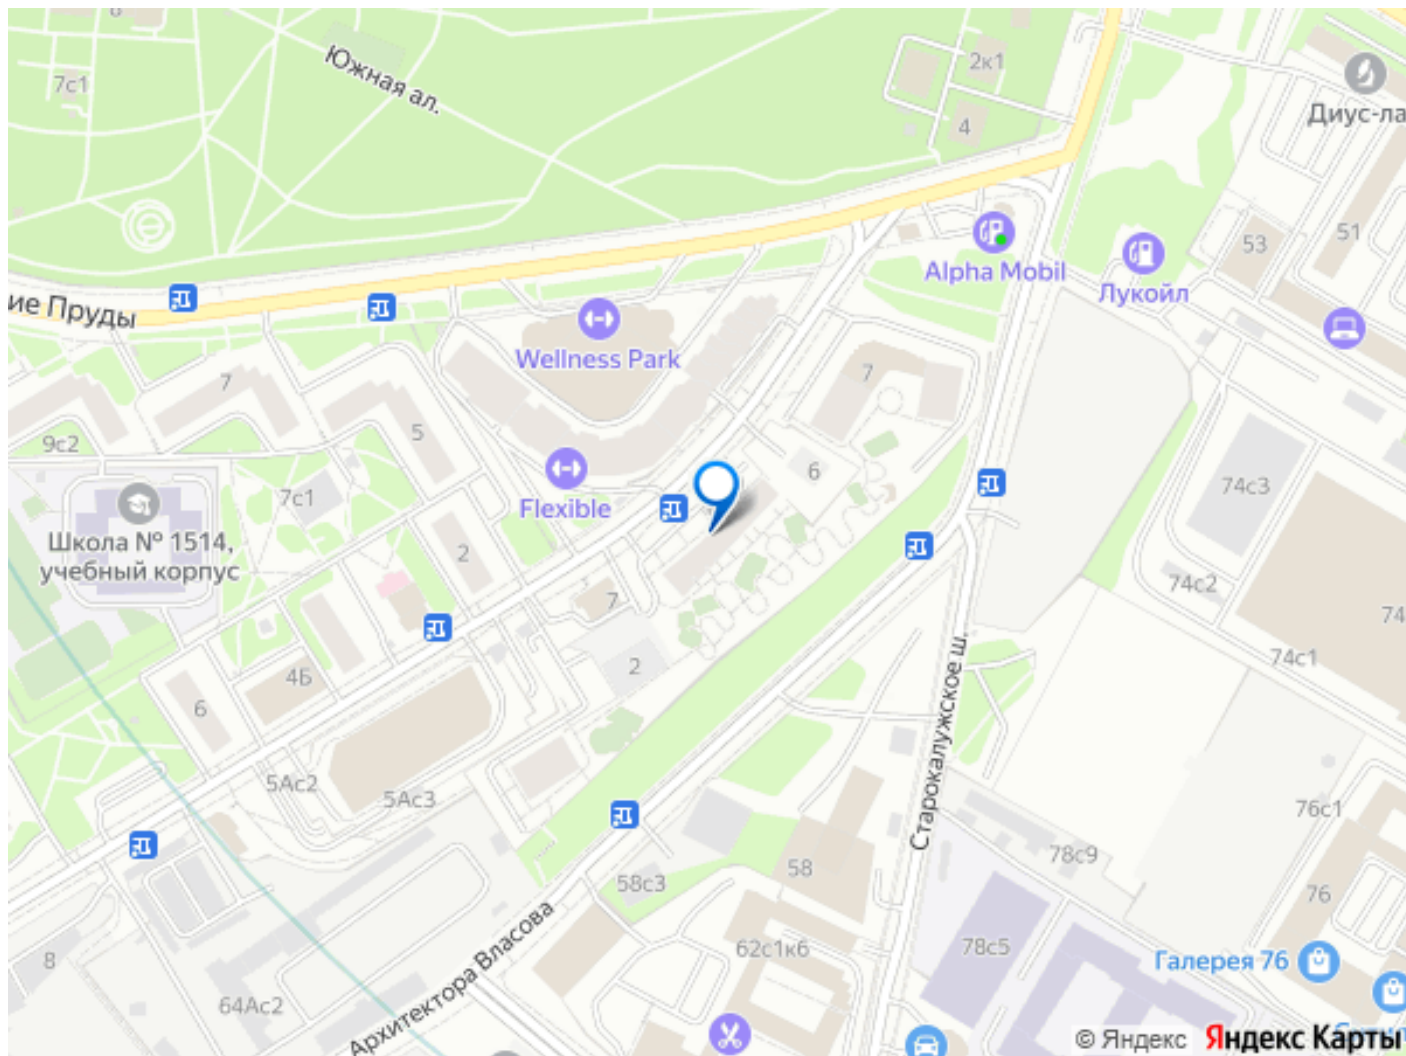 8
Южная ал.
7с1
2к1
4
Диус-ла
53
51
Alpha Mobil
Лукойл
ие Пруды
Wellness Park
7
7
5
9с2
6
7с1
Flexible
74с3
Школа № 1514,
учебный корпус
2
7
74с2
74
2
74с1
4Б
6
Старокалужское ш.
5Ас2
5Ас3
76с1
78с9
58
58с3
76
Архитектора Власова
62с1к6
78с5
Галерея 76
8
64Ас2
© Яндекс Яндекс Карты